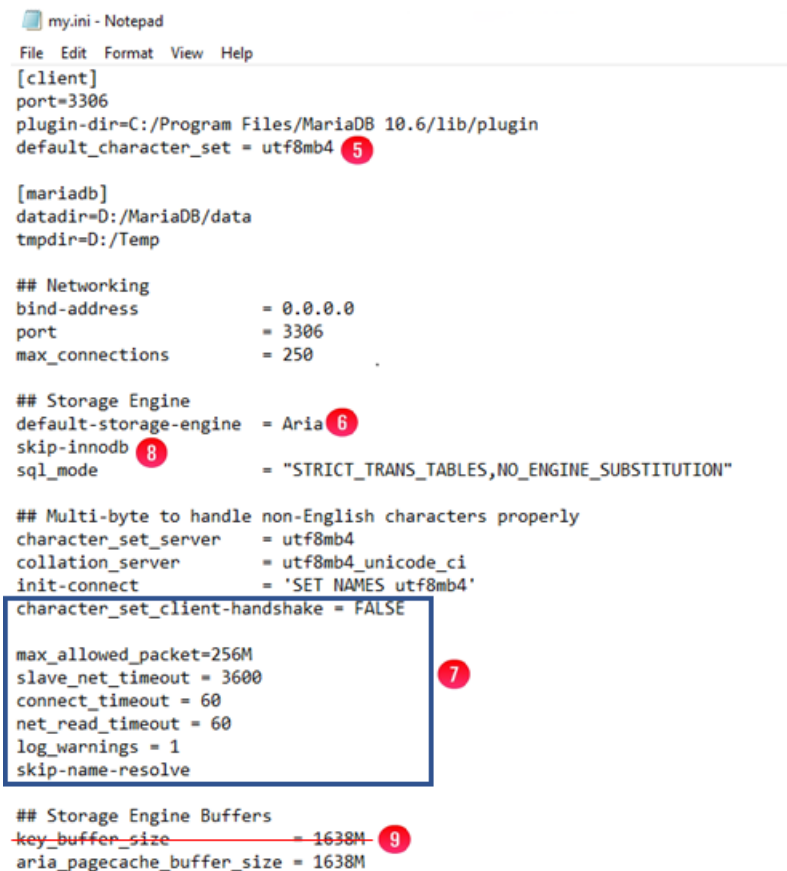 my.ini - Notepad
File Edit Format View Help
[client]
port=3306
plugin-dir=C:/Program Files/MariaDB 10.6/lib/plugin
default_character_set = utf8mb4 5
[mariadb]
datadir=D:/MariaDB/data
tmpdir=D:/Temp
## Networking
bind-address = 0.0.0.0
port = 3306
max_connections = 250
## Storage Engine
default-storage-engine = Aria 6
skip-innodb 8
sql_mode = "STRICT_TRANS_TABLES,NO_ENGINE_SUBSTITUTION"
## Multi-byte to handle non-English characters properly
character_set_server = utf8mb4
collation_server = utf8mb4_unicode_ci
init-connect = 'SET NAMES utf8mb4'
character_set_client-handshake = FALSE
max_allowed_packet=256M
slave_net_timeout = 3600 7
connect_timeout = 60
net_read_timeout = 60
log_warnings = 1
skip-name-resolve
## Storage Engine Buffers
key_buffer_size = 1638M 9
aria_pagecache_buffer_size = 1638M